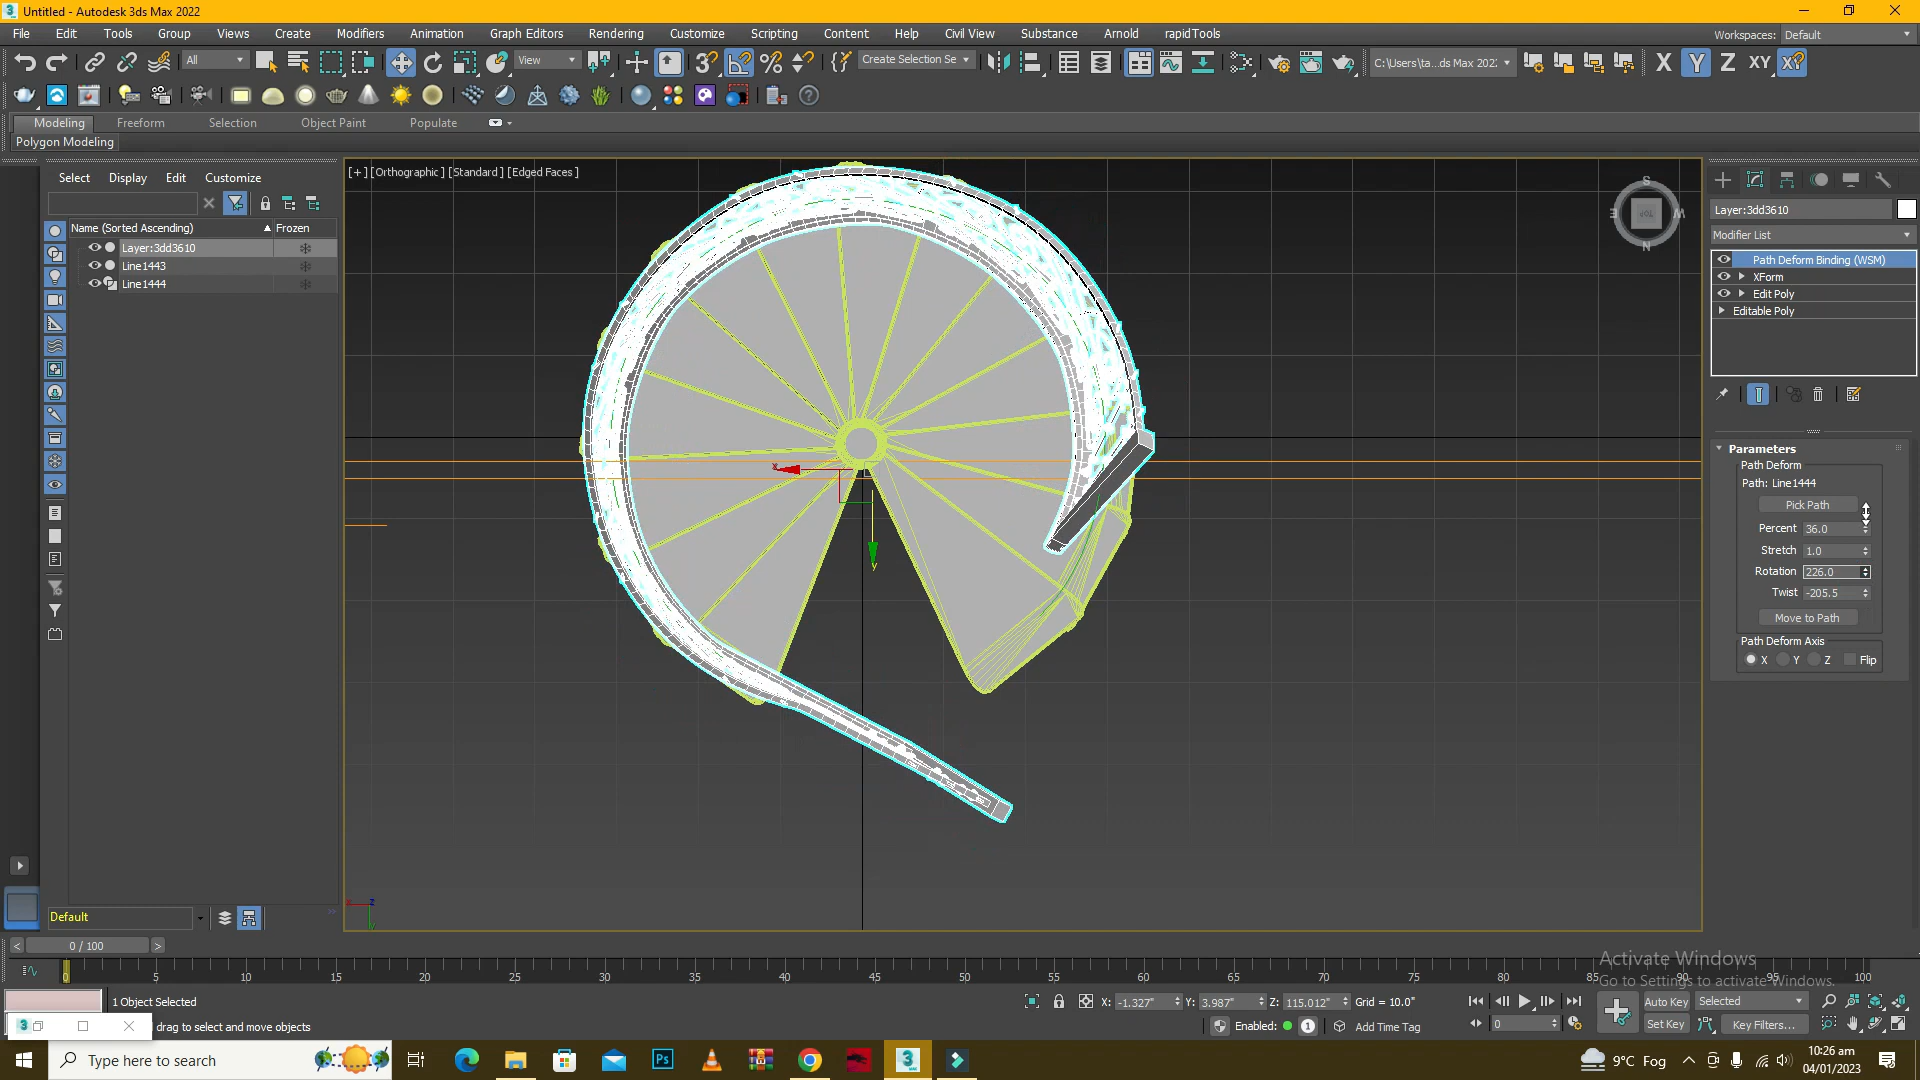 Untitled - Autodesk 3ds Max 2022
File Edit Tools Group Views Create Modifiers Animation Graph Editors Rendering Customize Scripting Content Help Civil View Substance Arnold rapidTools
Workspaces: Default
All View Create Selection Se C:\Users\ta...ds Max 202: X Y Z XY
Modeling Freeform Selection Object Paint Populate
Polygon Modeling
Select Display Edit Customize
[+] [Orthographic] [Standard] [Edged Faces]
Name (Sorted Ascending) Frozen
Layer:3dd3610
Line1443
Line1444
S
E TOP W
N
x
y
Layer:3dd3610
Modifier List
Path Deform Binding (WSM)
XForm
Edit Poly
Editable Poly
Parameters
Path Deform
Path: Line1444
Pick Path
Percent 36.0
Stretch 1.0
Rotation 226.0
Twist -205.5
Move to Path
Path Deform Axis
X Y Z Flip
Default
0 / 100
0 5 10 15 20 25 30 35 40 45 50 55 60 65 70 75 80 85 90 95 100
Activate Windows
Go to Settings to activate Windows.
1 Object Selected
X: -1.327" Y: 3.987" Z: 115.012" Grid = 10.0"
Auto Key Selected
drag to select and move objects
Enabled: 1 Add Time Tag
0
Set Key Key Filters...
Type here to search
9°C Fog
10:26 am
04/01/2023